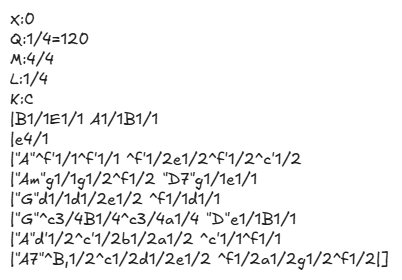 X:0
Q:1/4=120
M:4/4
L:1/4
K:C
|B1/1E1/1 A1/1B1/1
|e4/1
|"A"^f'1/1^f'1/1 ^f'1/2e1/2^f'1/2^c'1/2
|"Am"g1/1g1/2^f1/2 "D7"g1/1e1/1
|"G"d1/1d1/2e1/2 ^f1/1d1/1
|"G"^c3/4B1/4^c3/4a1/4 "D"e1/1B1/1
|"A"d'1/2^c'1/2b1/2a1/2 ^c'1/1^f1/1
|"A7"^B,1/2^c1/2d1/2e1/2 ^f1/2a1/2g1/2^f1/2|]